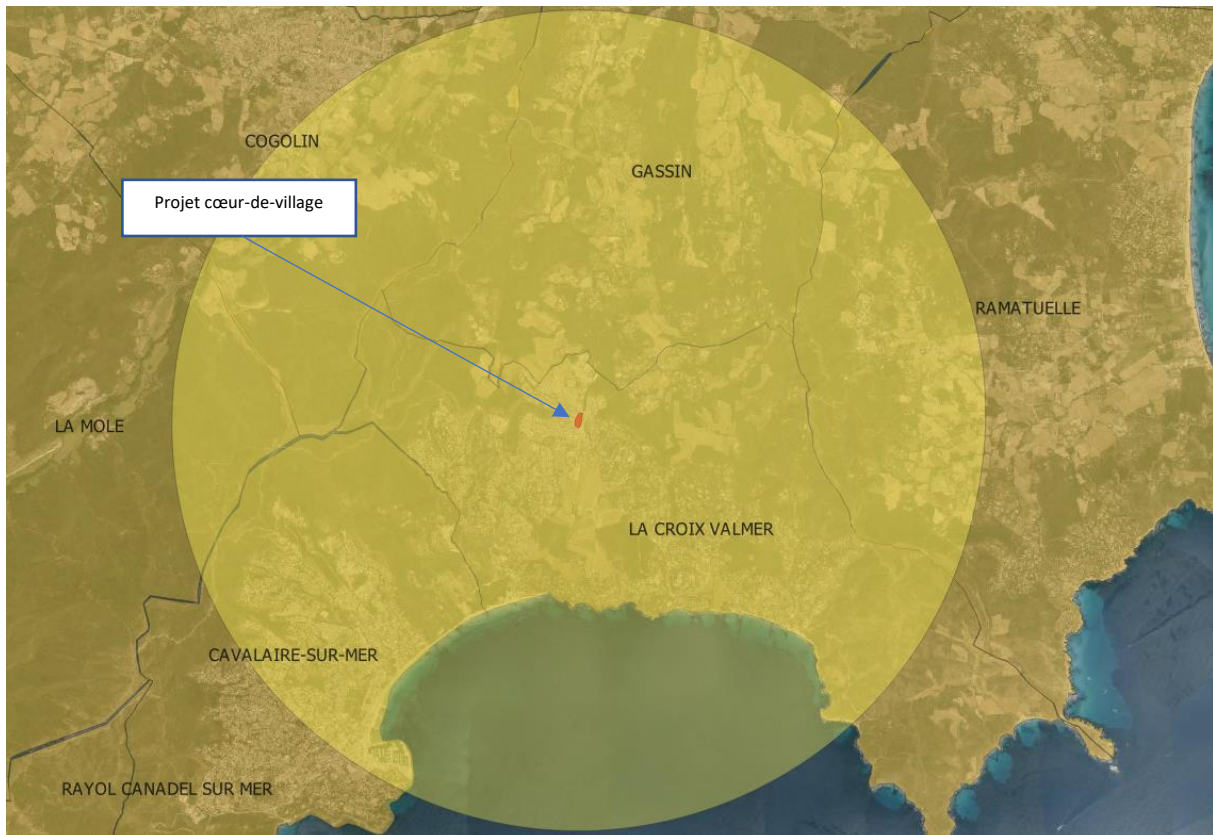 COGOLIN
GASSIN
Projet cœur-de-village
RAMATUELLE
LA MOLE
LA CROIX VALMER
CAVALAIRE-SUR-MER
RAYOL CANADEL SUR MER